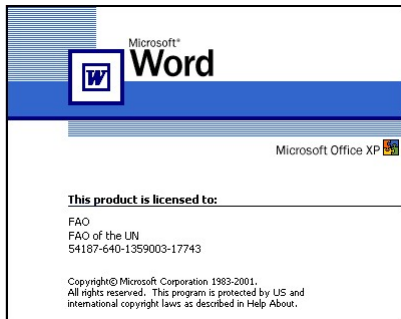 Microsoft®
Word
W
Microsoft Office XP
This product is licensed to:
FAO
FAO of the UN
54187-640-1359003-17743
Copyright© Microsoft Corporation 1983-2001.
All rights reserved. This program is protected by US and
international copyright laws as described in Help About.